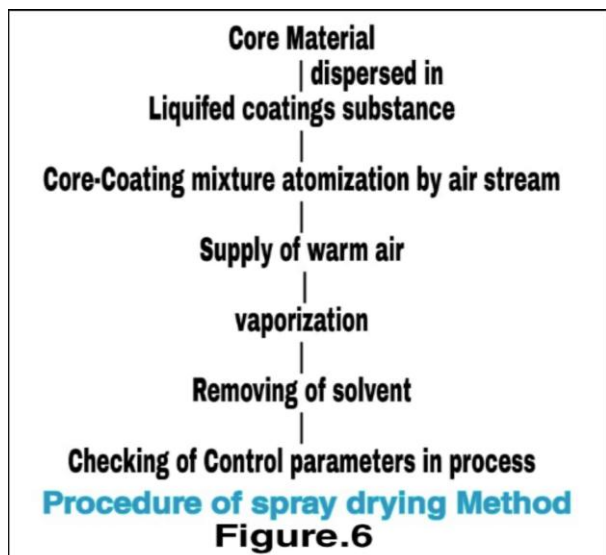 Core Material
dispersed in
Liquifed coatings substance
Core-Coating mixture atomization by air stream
Supply of warm air
vaporization
Removing of solvent
Checking of Control parameters in process
Procedure of spray drying Method
Figure.6